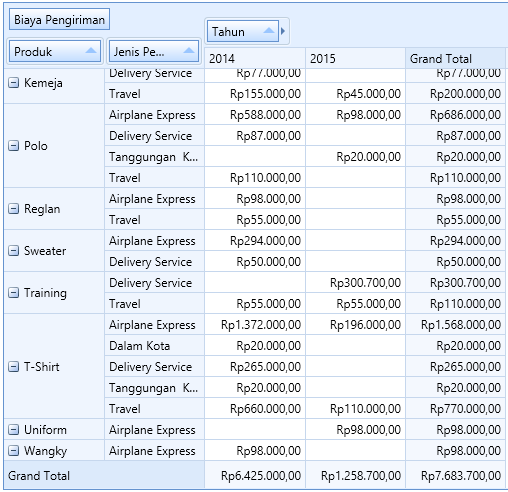 Biaya Pengiriman
Tahun
Produk Jenis Pe...
2014 2015 Grand Total
Kemeja Delivery Service Rp77.000,00 Rp77.000,00
Travel Rp155.000,00 Rp45.000,00 Rp200.000,00
Polo Airplane Express Rp588.000,00 Rp98.000,00 Rp686.000,00
Delivery Service Rp87.000,00 Rp87.000,00
Tanggungan K... Rp20.000,00 Rp20.000,00
Travel Rp110.000,00 Rp110.000,00
Reglan Airplane Express Rp98.000,00 Rp98.000,00
Travel Rp55.000,00 Rp55.000,00
Sweater Airplane Express Rp294.000,00 Rp294.000,00
Delivery Service Rp50.000,00 Rp50.000,00
Training Delivery Service Rp300.700,00 Rp300.700,00
Travel Rp55.000,00 Rp55.000,00 Rp110.000,00
T-Shirt Airplane Express Rp1.372.000,00 Rp196.000,00 Rp1.568.000,00
Dalam Kota Rp20.000,00 Rp20.000,00
Delivery Service Rp265.000,00 Rp265.000,00
Tanggungan K... Rp20.000,00 Rp20.000,00
Travel Rp660.000,00 Rp110.000,00 Rp770.000,00
Uniform Airplane Express Rp98.000,00 Rp98.000,00
Wangky Airplane Express Rp98.000,00 Rp98.000,00
Grand Total Rp6.425.000,00 Rp1.258.700,00 Rp7.683.700,00